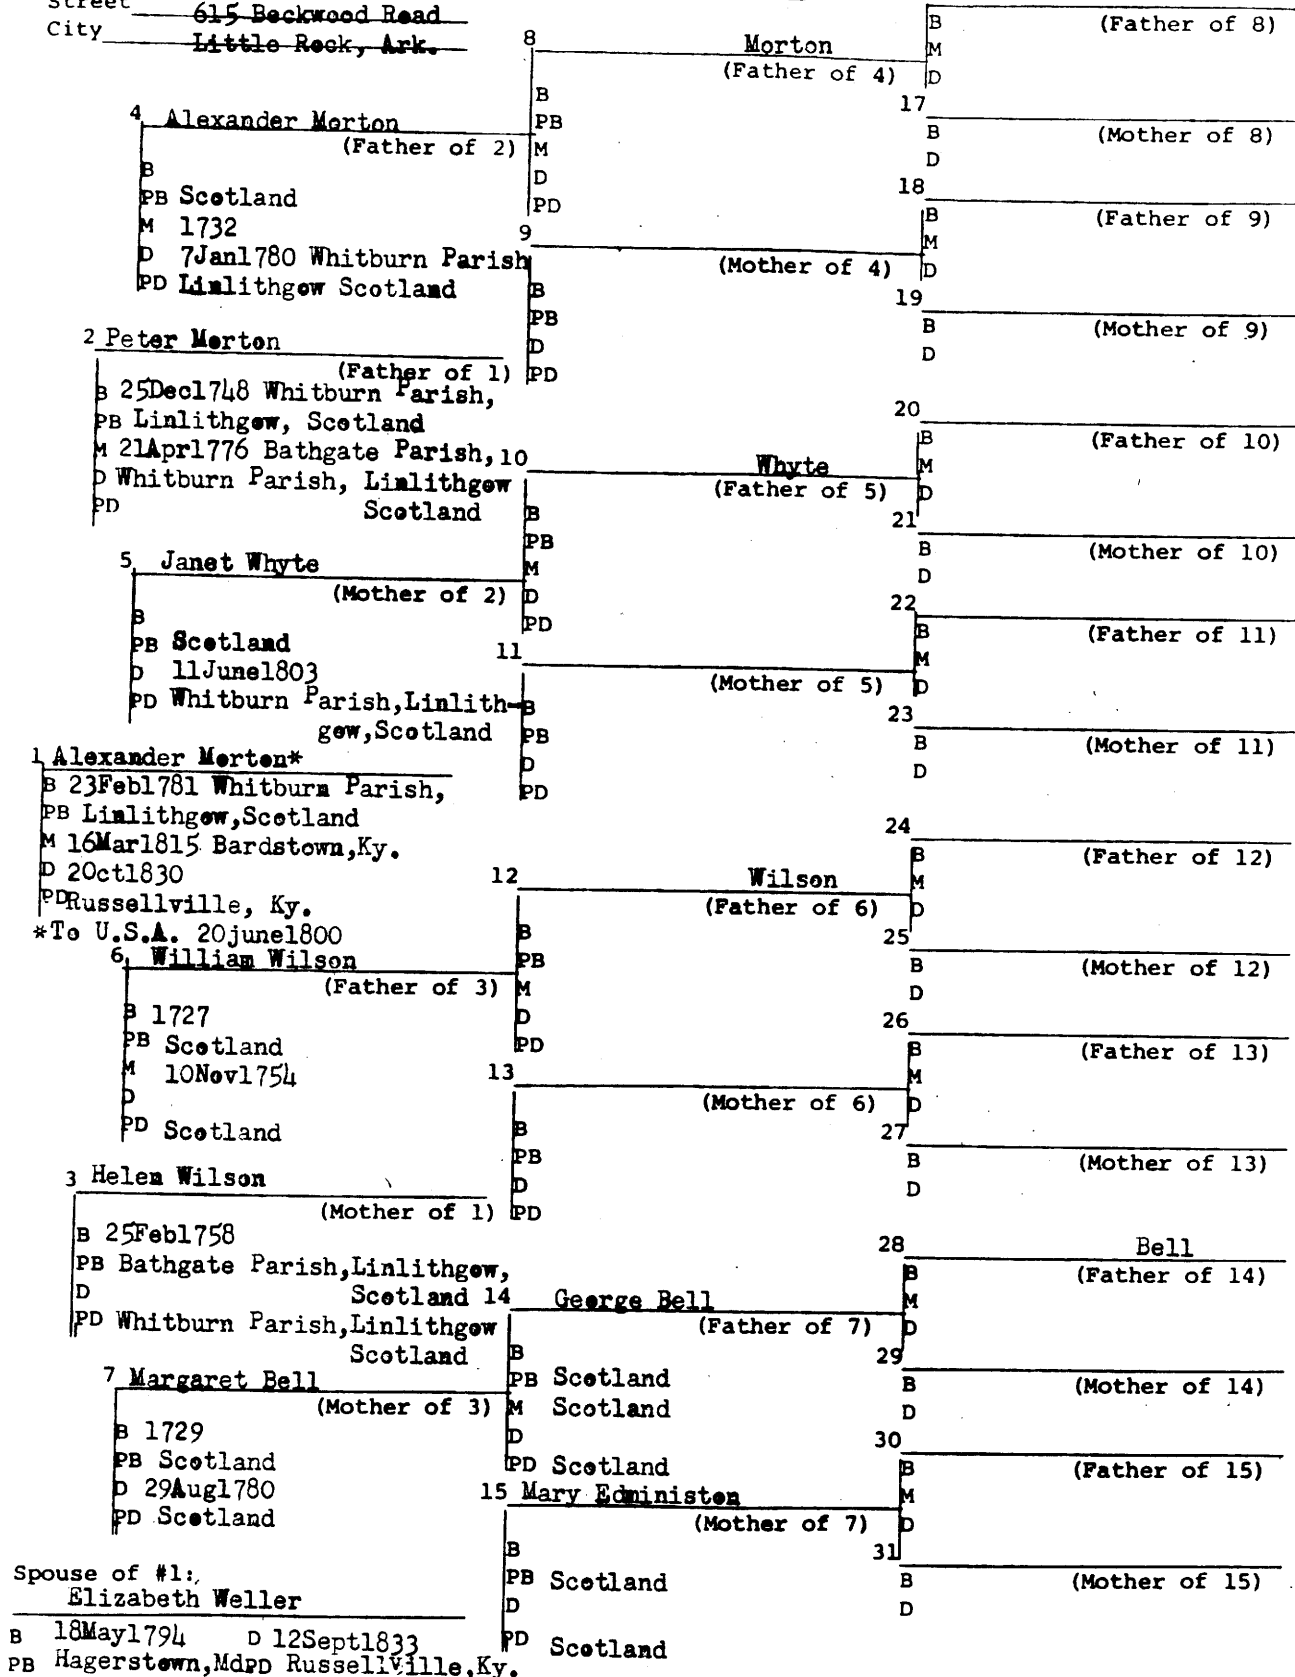 Street 615 Beckwood Road
City Little Rock, Ark.
4 Alexander Morton
(Father of 2)
B
PB Scotland
M 1732
D 7Jan1780 Whitburn Parish
PD Linlithgow Scotland
2 Peter Morton
(Father of 1)
B 25Dec1748 Whitburn Parish,
PB Linlithgow, Scotland
M 21Apr1776 Bathgate Parish,
D Whitburn Parish, Linlithgow
PD Scotland
5 Janet Whyte
(Mother of 2)
B
PB Scotland
D 11June1803
PD Whitburn Parish,Linlith-
gow,Scotland
1 Alexander Morton*
B 23Feb1781 Whitburn Parish,
PB Linlithgow,Scotland
M 16Mar1815 Bardstown,Ky.
D 2Oct1830
PD Russellville, Ky.
*To U.S.A. 20june1800
6 William Wilson
(Father of 3)
B 1727
PB Scotland
M 10Nov1754
D
PD Scotland
3 Helen Wilson
(Mother of 1)
B 25Feb1758
PB Bathgate Parish,Linlithgow,
D Scotland
PD Whitburn Parish,Linlithgow
Scotland
7 Margaret Bell
(Mother of 3)
B 1729
PB Scotland
D 29Aug1780
PD Scotland
Spouse of #1:
Elizabeth Weller
B 18May1794 D 12Sept1833
PB Hagerstown,Md PD Russellville,Ky.
8 Morton
(Father of 4)
B
PB
M
D
PD
9
(Mother of 4)
B
PB
D
PD
10 Whyte
(Father of 5)
B
PB
M
D
PD
11
(Mother of 5)
B
PB
D
PD
12 Wilson
(Father of 6)
B
PB
M
D
PD
13
(Mother of 6)
B
PB
D
PD
14 George Bell
(Father of 7)
B
PB Scotland
M Scotland
D
PD Scotland
15 Mary Edministon
(Mother of 7)
B
PB Scotland
D
PD Scotland
(Father of 8)
B
M
D
17
(Mother of 8)
B
D
18
(Father of 9)
B
M
D
19
(Mother of 9)
B
D
20
(Father of 10)
B
M
D
21
(Mother of 10)
B
D
22
(Father of 11)
B
M
D
23
(Mother of 11)
B
D
24
(Father of 12)
B
M
D
25
(Mother of 12)
B
D
26
(Father of 13)
B
M
D
27
(Mother of 13)
B
D
28 Bell
(Father of 14)
B
M
D
29
(Mother of 14)
B
D
30
(Father of 15)
B
M
D
31
(Mother of 15)
B
D